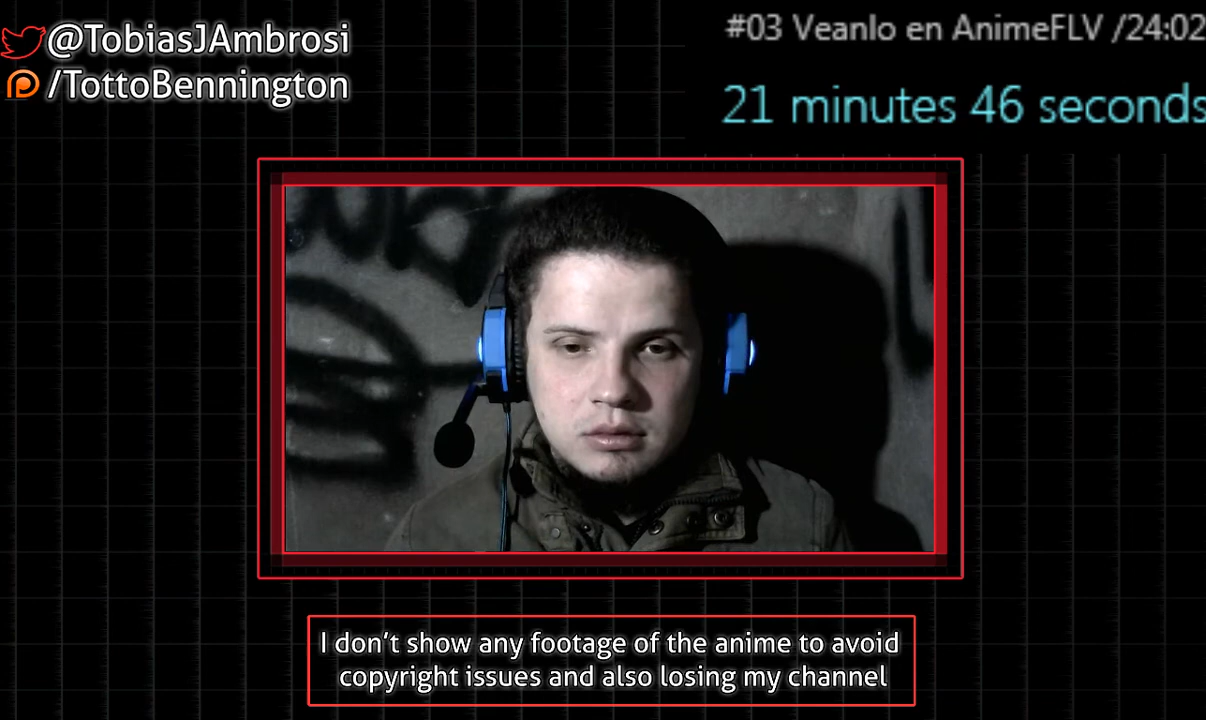 @TobiasJAmbrosi
/TottoBennington
#03 Veanlo en AnimeFLV /24:02
21 minutes 46 seconds
I don't show any footage of the anime to avoid
copyright issues and also losing my channel